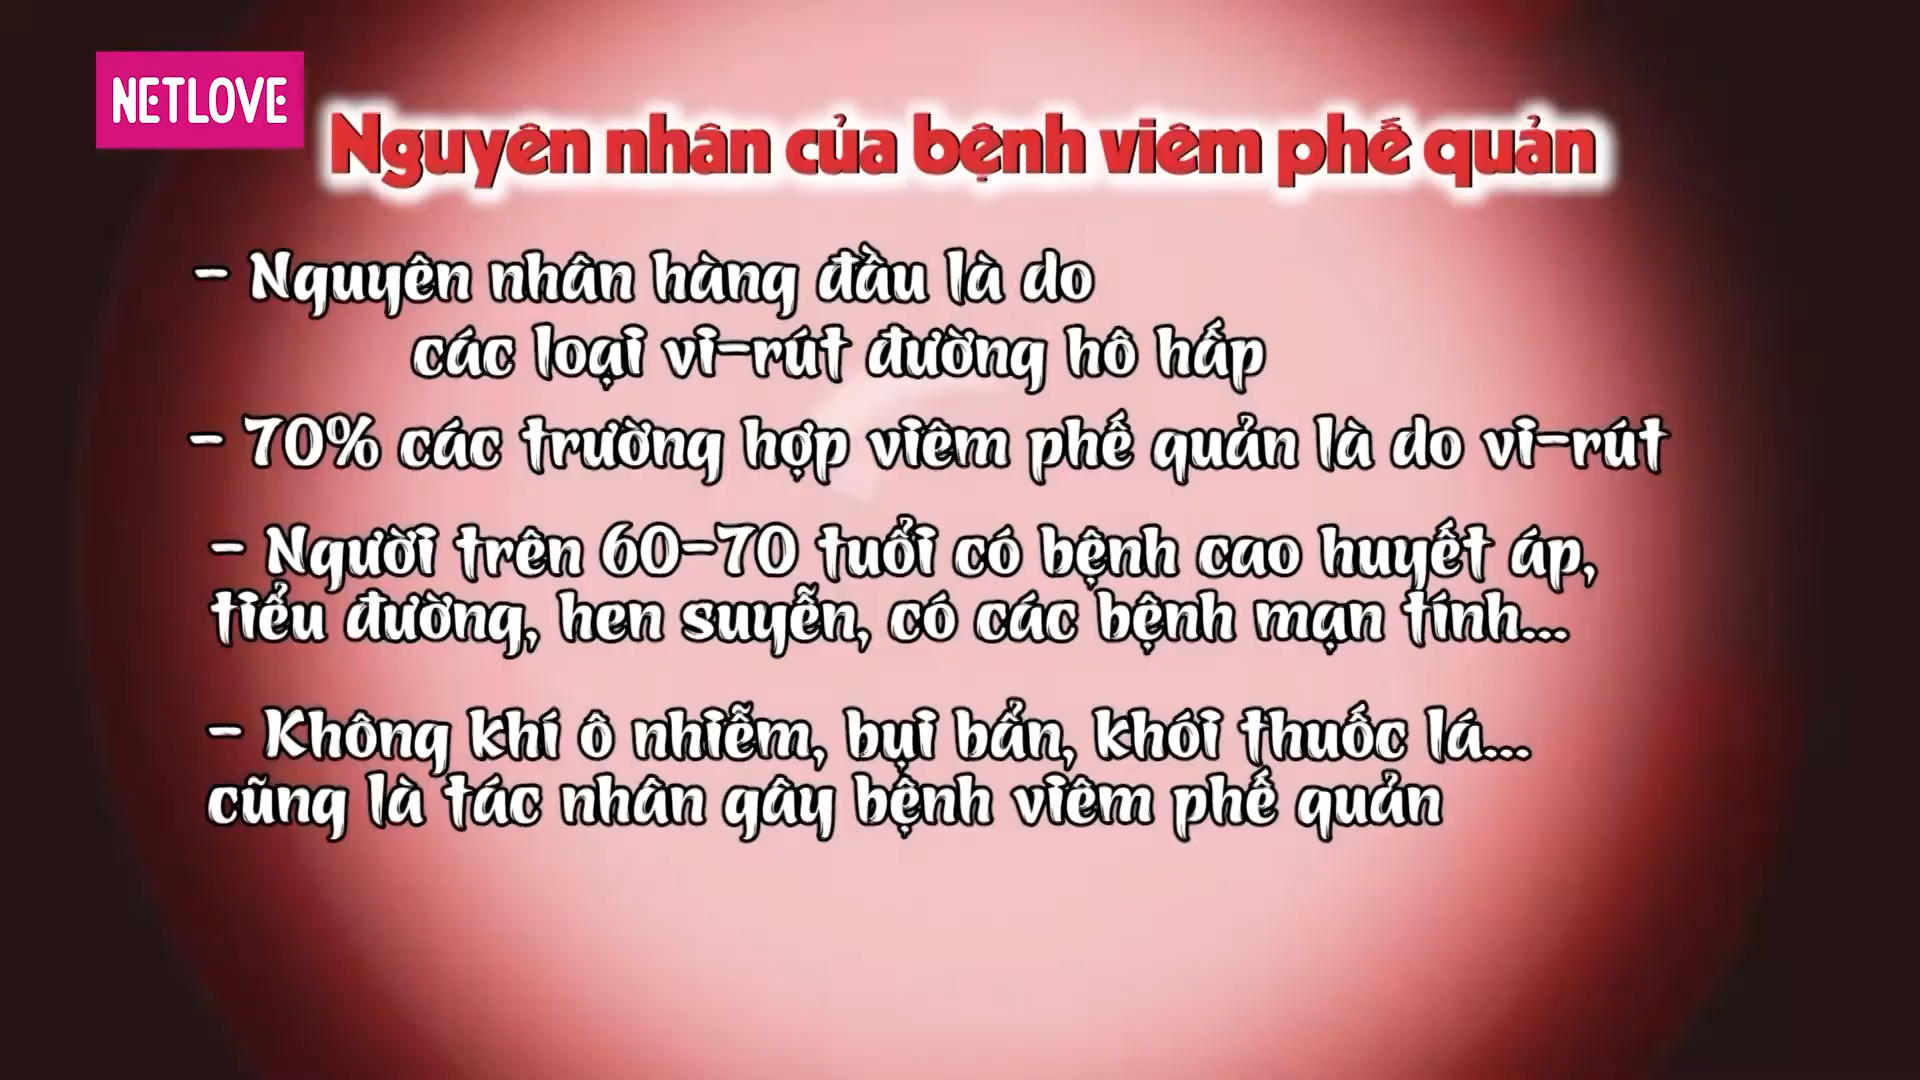 NETLOVE
Nguyên nhân của bệnh viêm phế quản
- Nguyên nhân hàng đầu là do
các loại vi-rút đường hô hấp
- 70% các trường hợp viêm phế quản là do vi-rút
- Người trên 60-70 tuổi có bệnh cao huyết áp,
tiểu đường, hen suyễn, có các bệnh mạn tính...
- Không khí ô nhiễm, bụi bẩn, khói thuốc lá...
cũng là tác nhân gây bệnh viêm phế quản